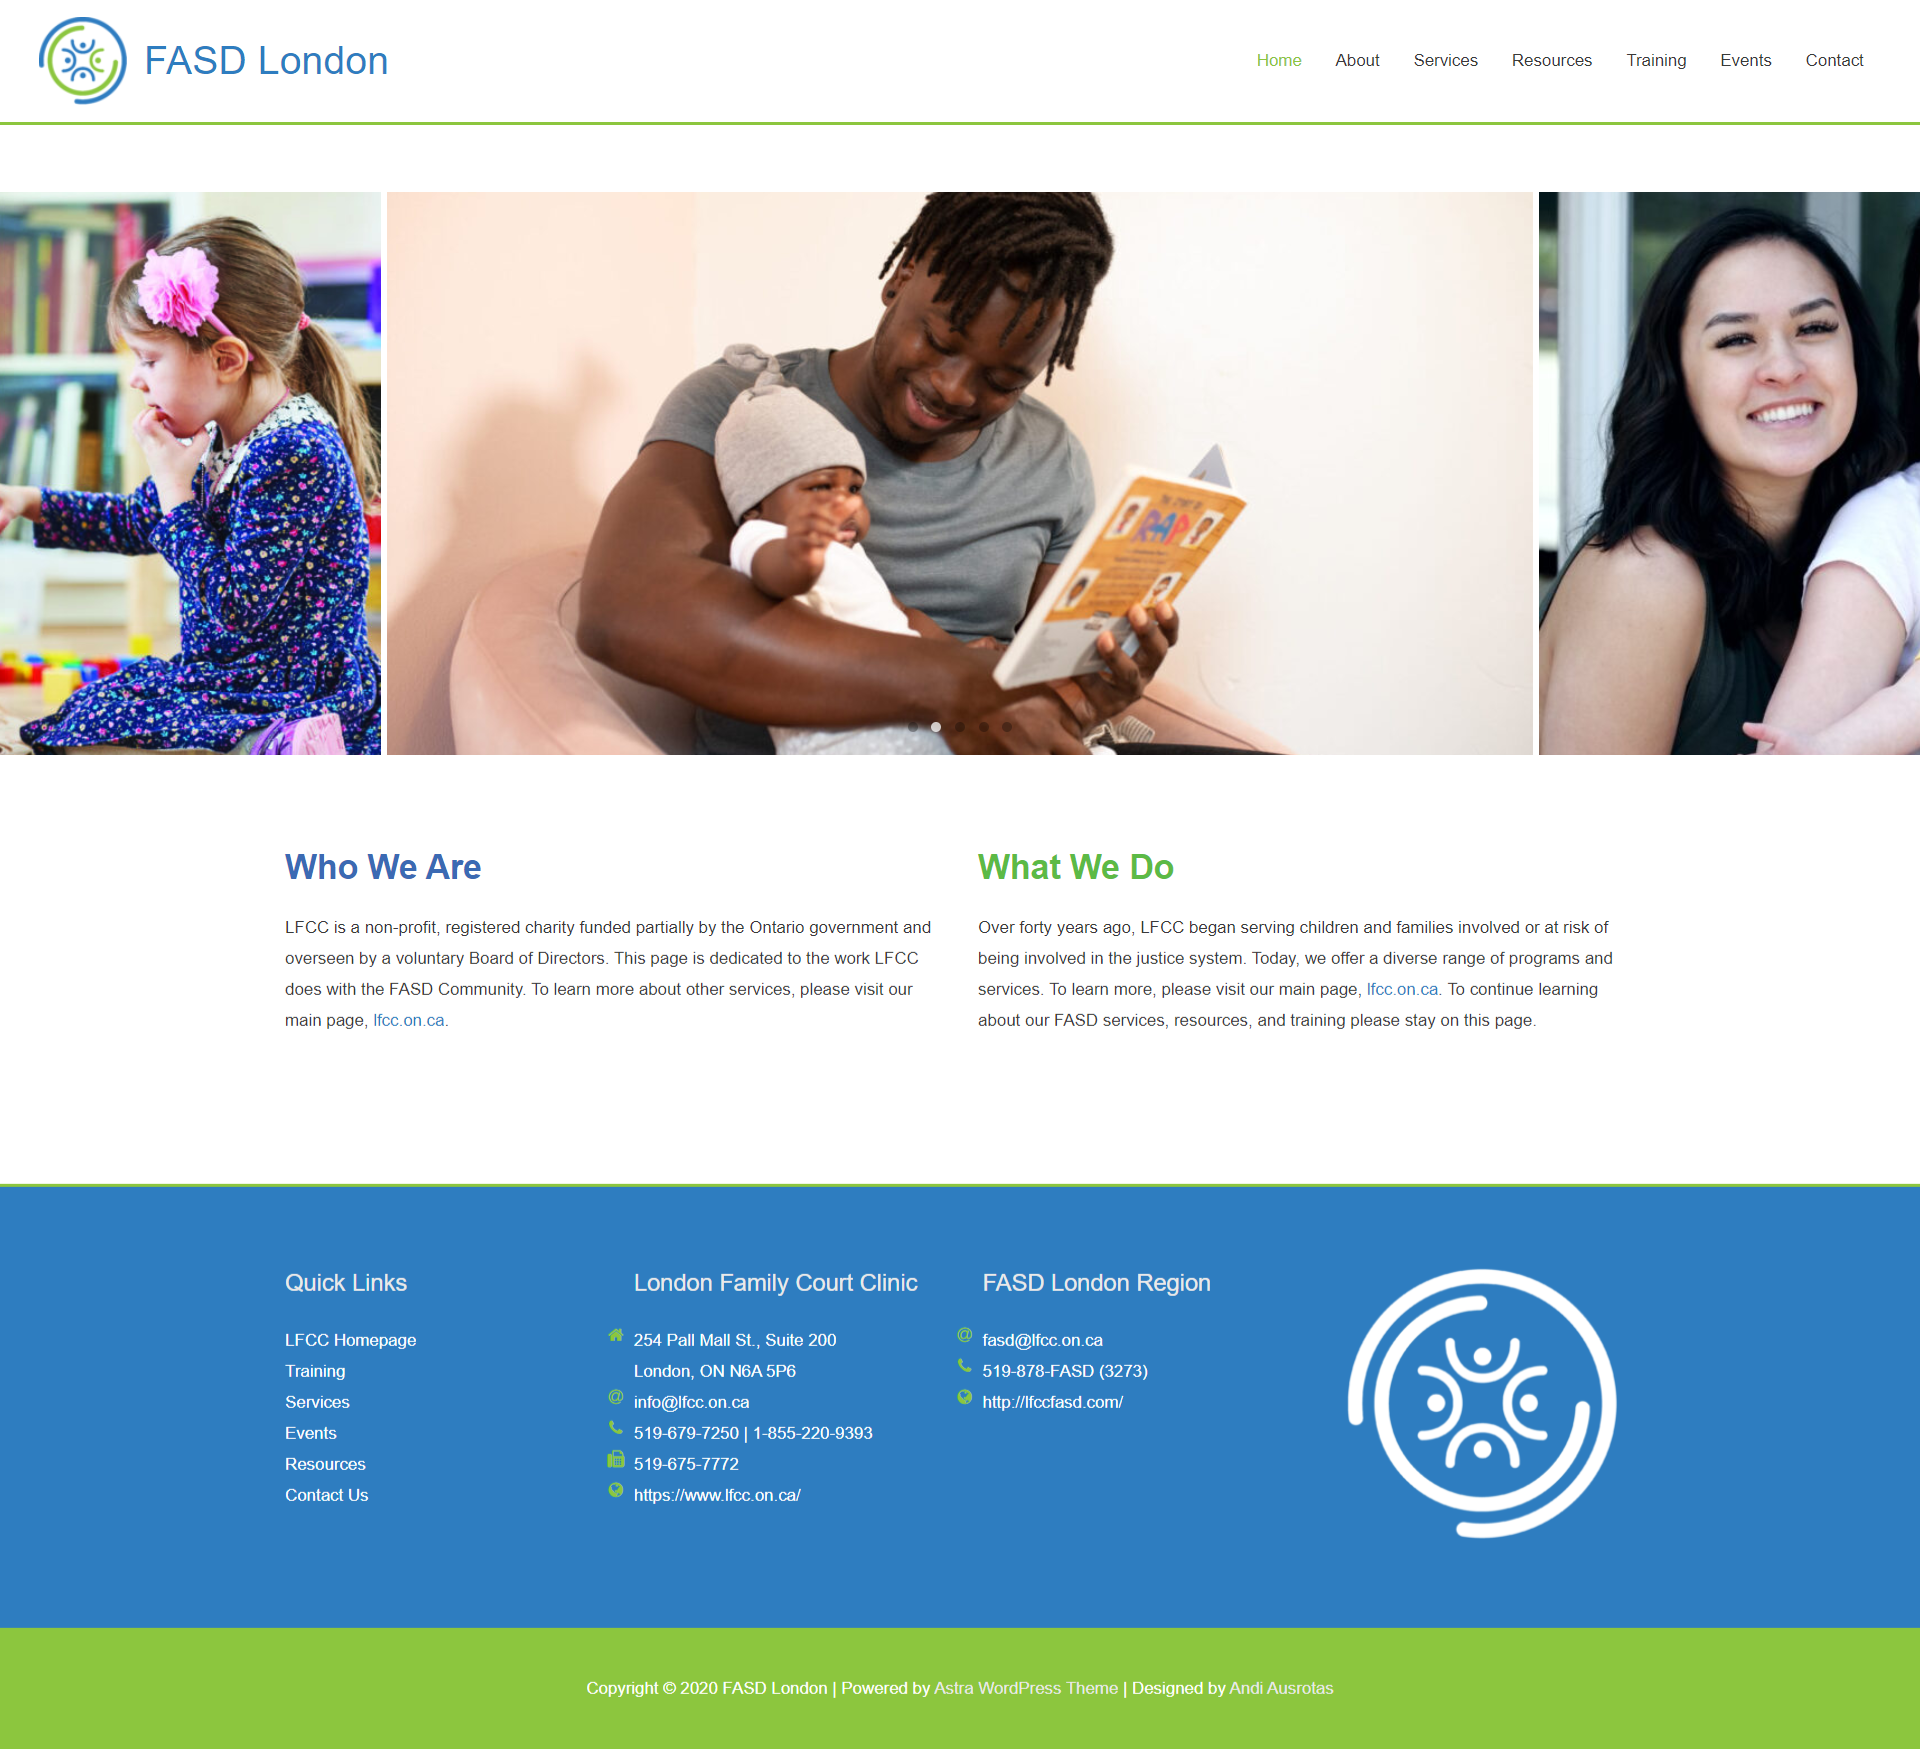 FASD London
Home About Services Resources Training Events Contact
RAP
Who We Are
LFCC is a non-profit, registered charity funded partially by the Ontario government and
overseen by a voluntary Board of Directors. This page is dedicated to the work LFCC
does with the FASD Community. To learn more about other services, please visit our
main page, lfcc.on.ca.
What We Do
Over forty years ago, LFCC began serving children and families involved or at risk of
being involved in the justice system. Today, we offer a diverse range of programs and
services. To learn more, please visit our main page, lfcc.on.ca. To continue learning
about our FASD services, resources, and training please stay on this page.
Quick Links
LFCC Homepage
Training
Services
Events
Resources
Contact Us
London Family Court Clinic
254 Pall Mall St., Suite 200
London, ON N6A 5P6
info@lfcc.on.ca
519-679-7250 | 1-855-220-9393
519-675-7772
https://www.lfcc.on.ca/
FASD London Region
fasd@lfcc.on.ca
519-878-FASD (3273)
http://lfccfasd.com/
Copyright © 2020 FASD London | Powered by Astra WordPress Theme | Designed by Andi Ausrotas